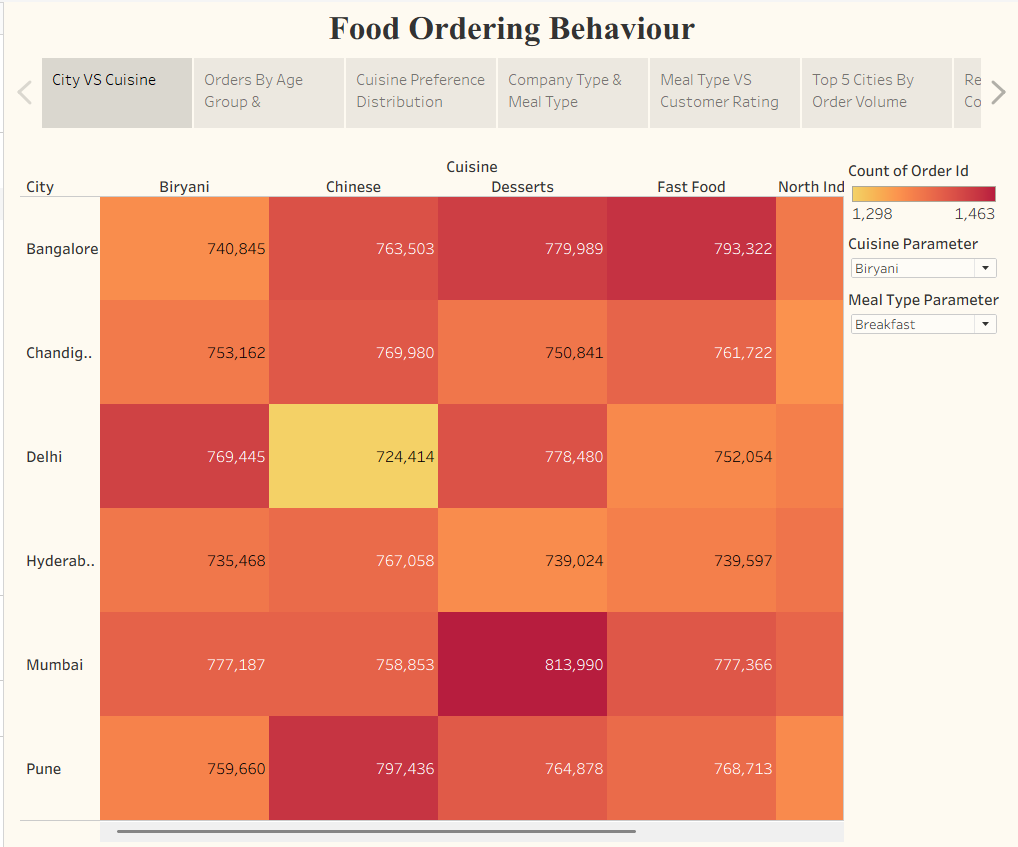 Food Ordering Behaviour
City VS Cuisine
Orders By Age
Group &
Cuisine Preference
Distribution
Company Type &
Meal Type
Meal Type VS
Customer Rating
Top 5 Cities By
Order Volume
Re
Co
Cuisine
City Biryani Chinese Desserts Fast Food North Ind
Bangalore 740,845 763,503 779,989 793,322
Chandig.. 753,162 769,980 750,841 761,722
Delhi 769,445 724,414 778,480 752,054
Hyderab.. 735,468 767,058 739,024 739,597
Mumbai 777,187 758,853 813,990 777,366
Pune 759,660 797,436 764,878 768,713
Count of Order Id
1,298 1,463
Cuisine Parameter
Biryani
Meal Type Parameter
Breakfast